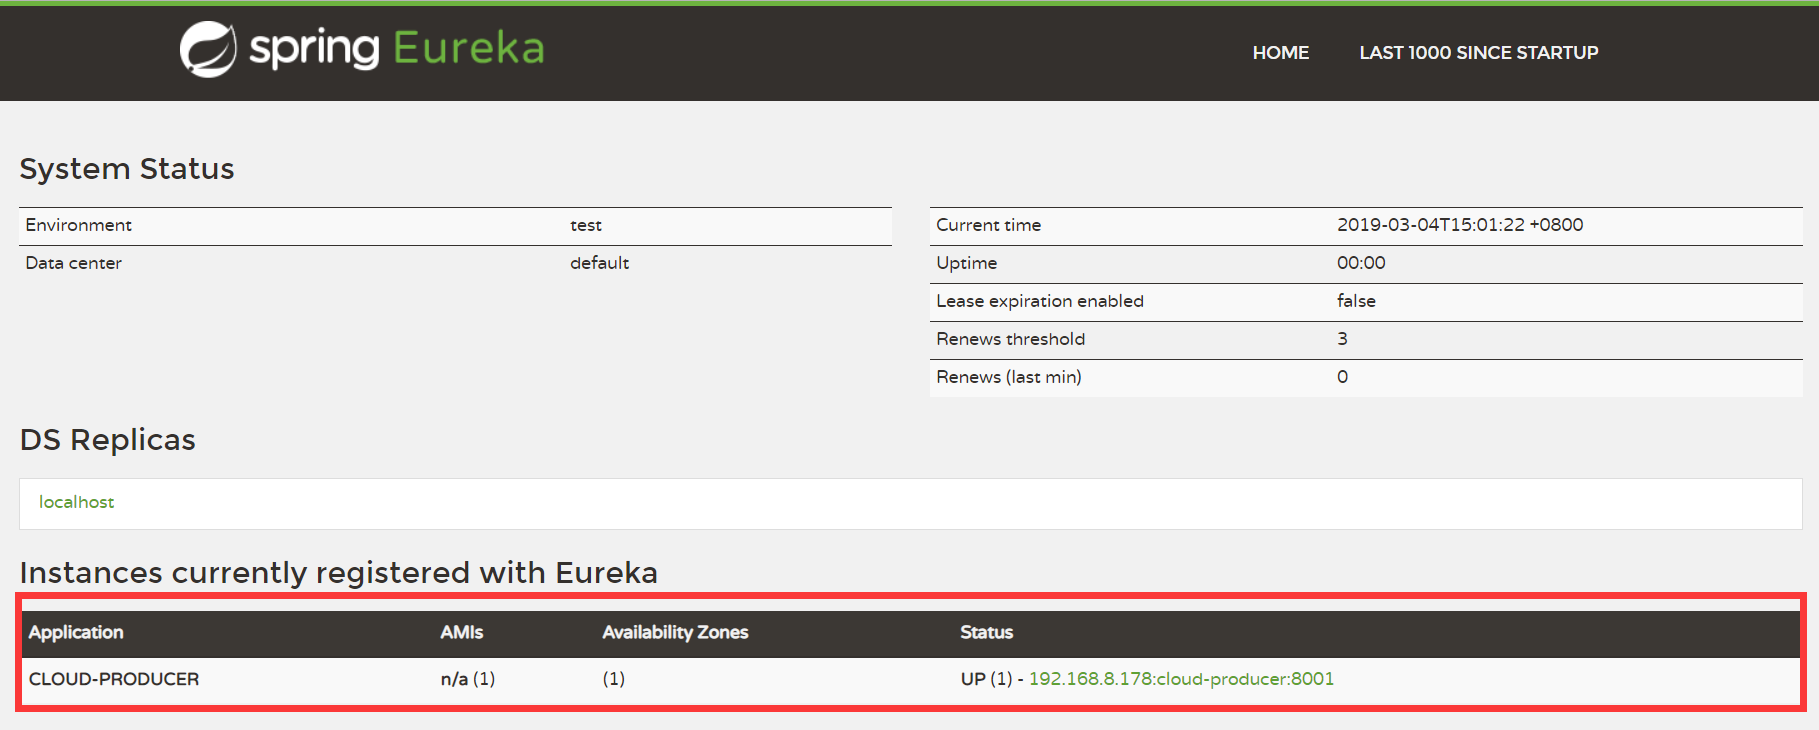 spring Eureka
HOME LAST 1000 SINCE STARTUP
System Status
Environment test
Data center default
Current time 2019-03-04T15:01:22 +0800
Uptime 00:00
Lease expiration enabled false
Renews threshold 3
Renews (last min) 0
DS Replicas
localhost
Instances currently registered with Eureka
Application AMIs Availability Zones Status
CLOUD-PRODUCER n/a (1) (1) UP (1) - 192.168.8.178:cloud-producer:8001